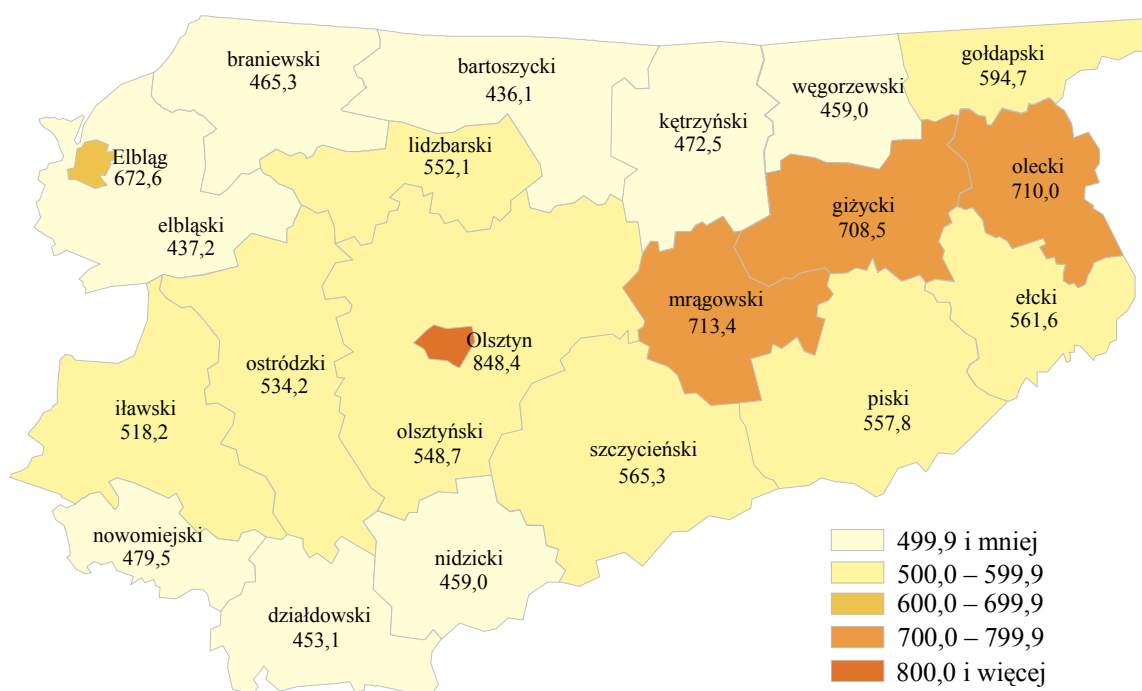 gołdapski
594,7
braniewski
465,3
bartoszycki
436,1
węgorzewski
459,0
kętrzyński
472,5
lidzbarski
552,1
Elbląg
672,6
olecki
710,0
giżycki
708,5
elbląski
437,2
mrągowski
713,4
ełcki
561,6
Olsztyn
848,4
ostródzki
534,2
iławski
518,2
piski
557,8
olsztyński
548,7
szczycieński
565,3
nowomiejski
479,5
nidzicki
459,0
działdowski
453,1
499,9 i mniej
500,0 – 599,9
600,0 – 699,9
700,0 – 799,9
800,0 i więcej